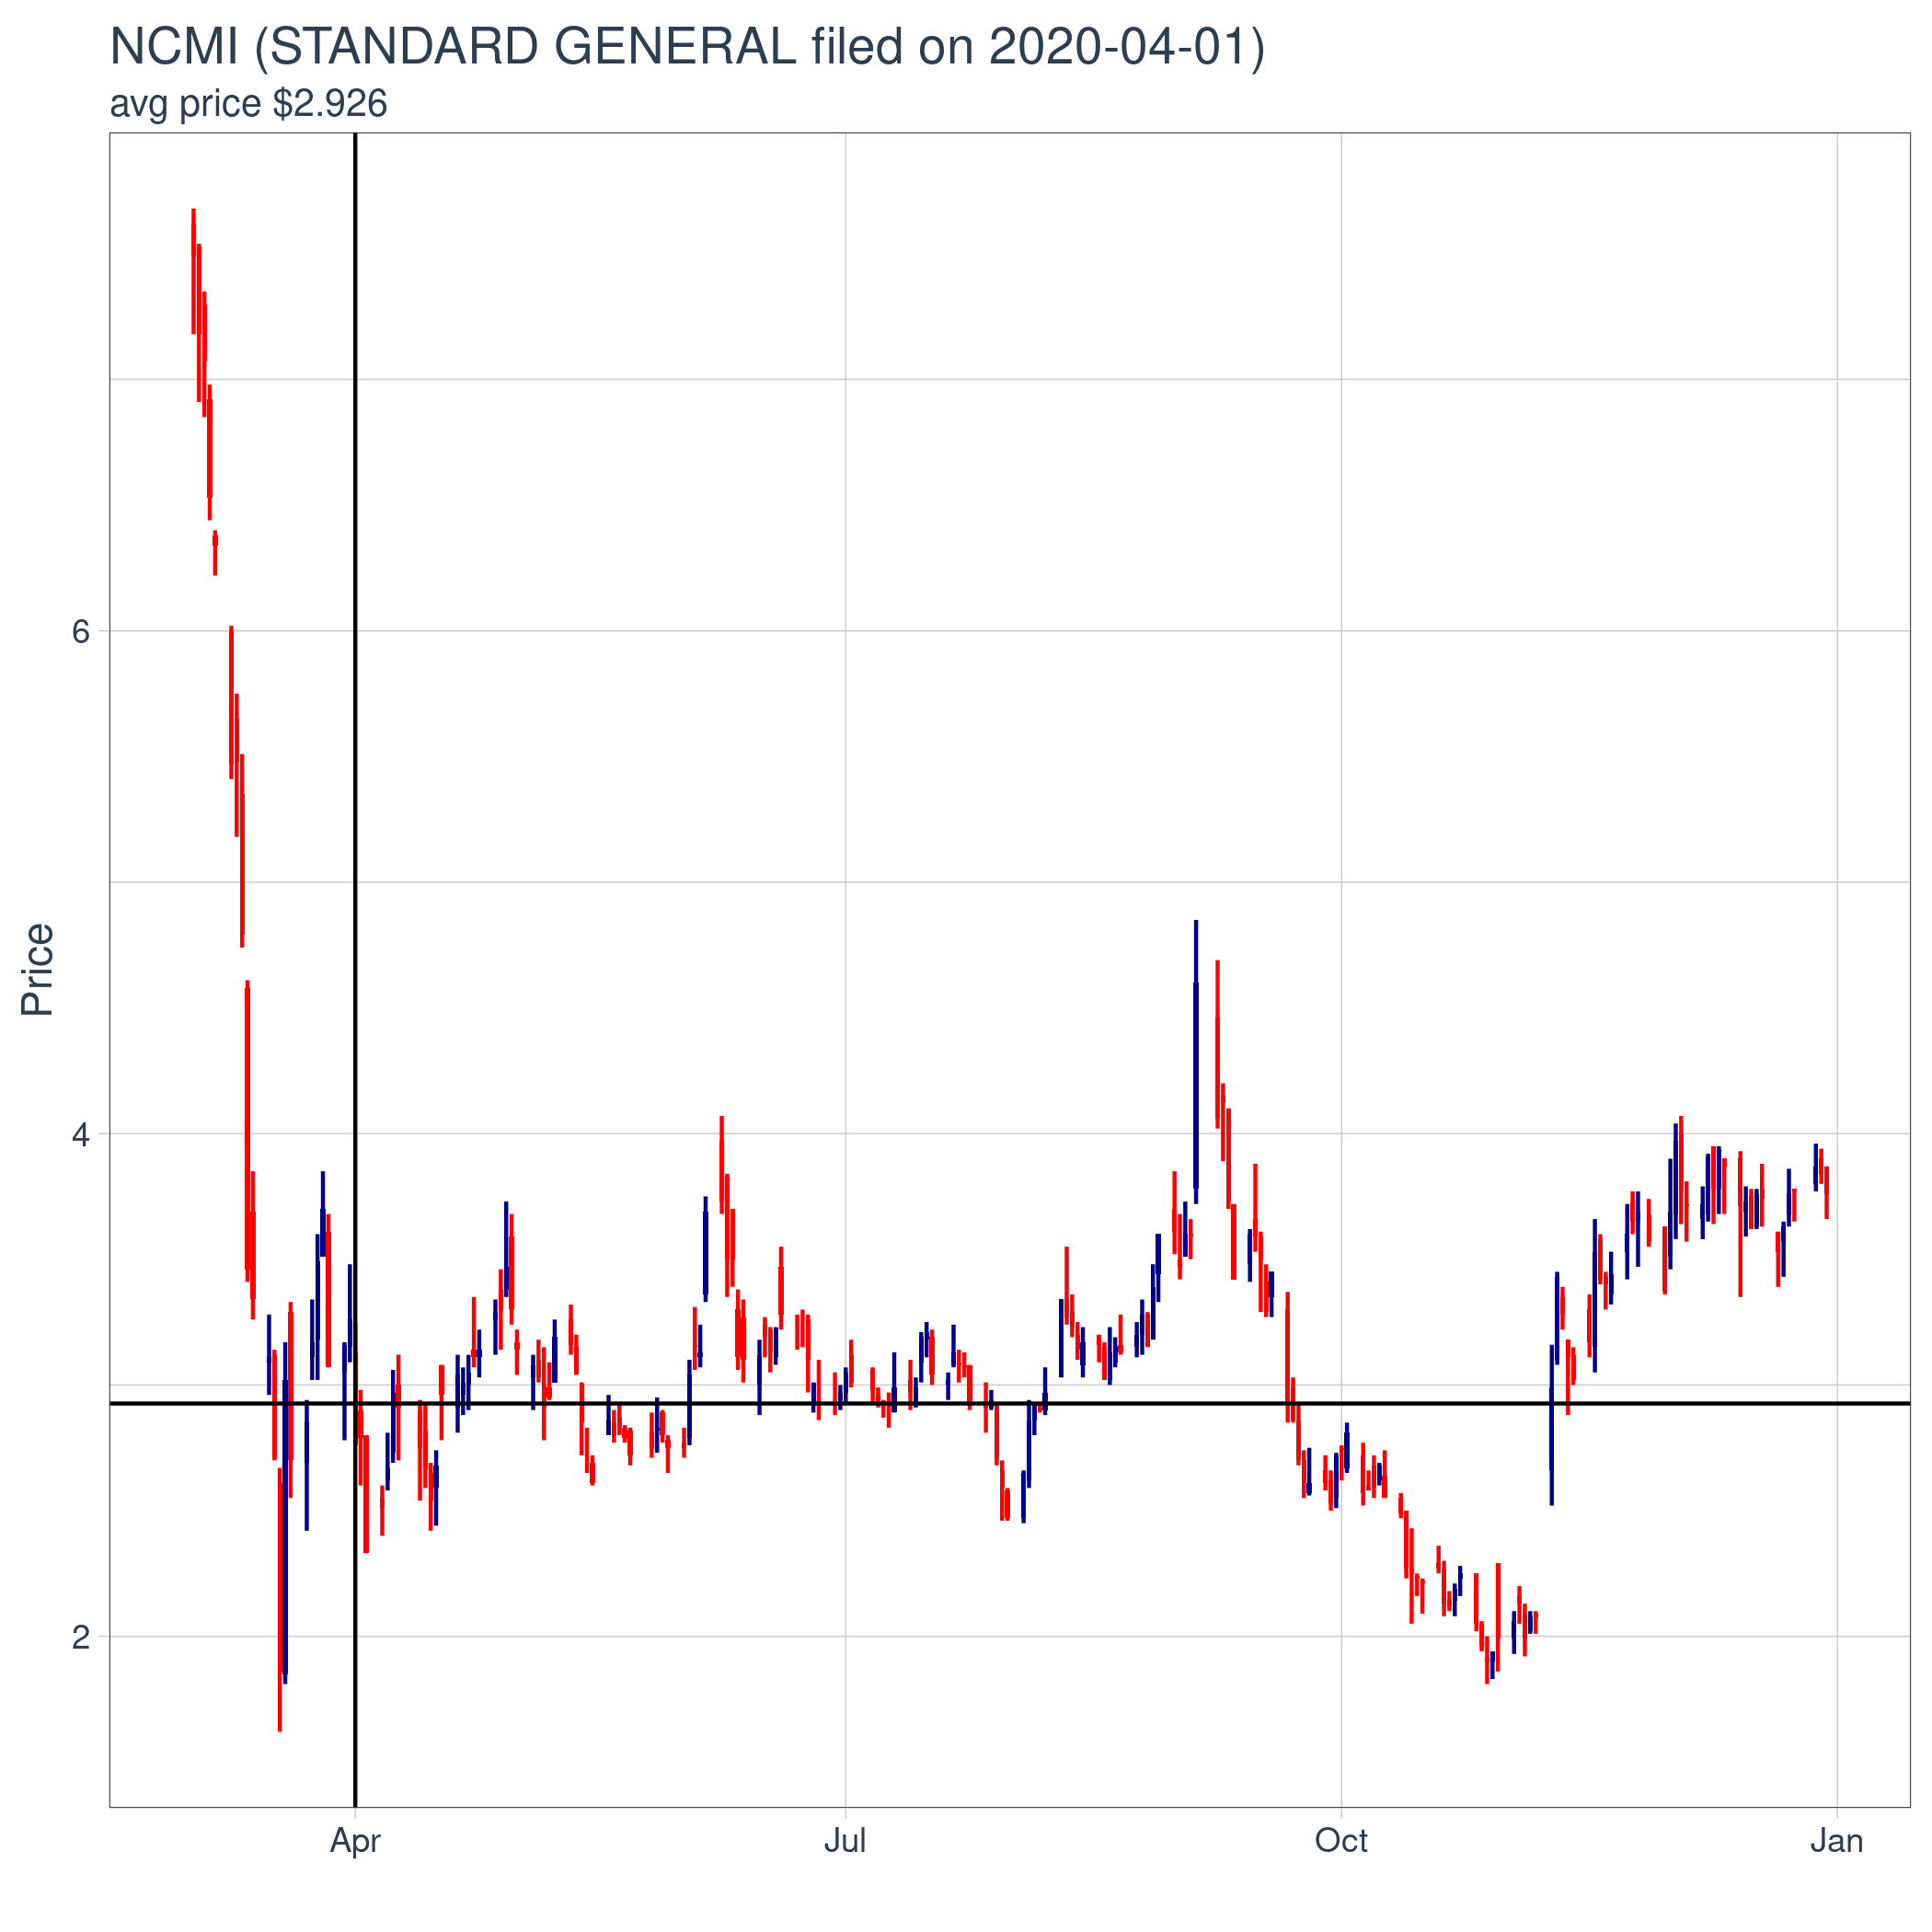 NCMI (STANDARD GENERAL filed on 2020-04-01)
avg price $2.926
Price
6
4
2
Apr
Jul
Oct
Jan